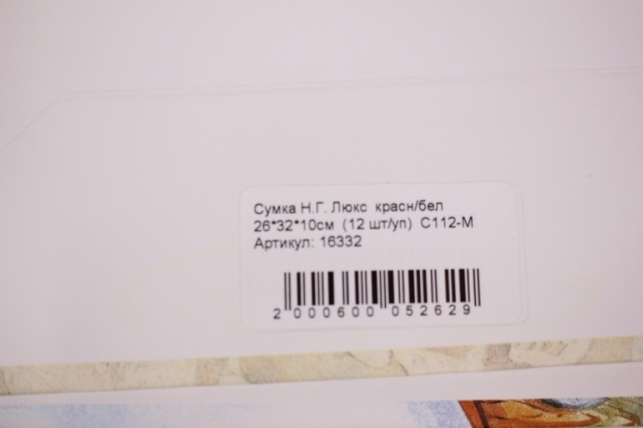 Сумка Н.Г. Люкс красн/бел
26*32*10см (12 шт/уп) С112-М
Артикул: 16332
2 000600 052629